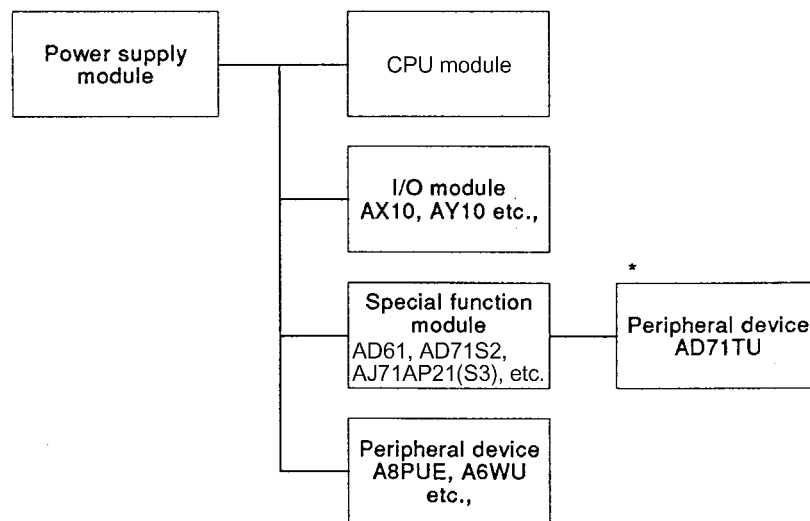 Power supply
module
CPU module
I/O module
AX10, AY10 etc.,
*
Special function
module
AD61, AD71S2,
AJ71AP21(S3), etc.
Peripheral device
AD71TU
Peripheral device
A8PUE, A6WU
etc.,